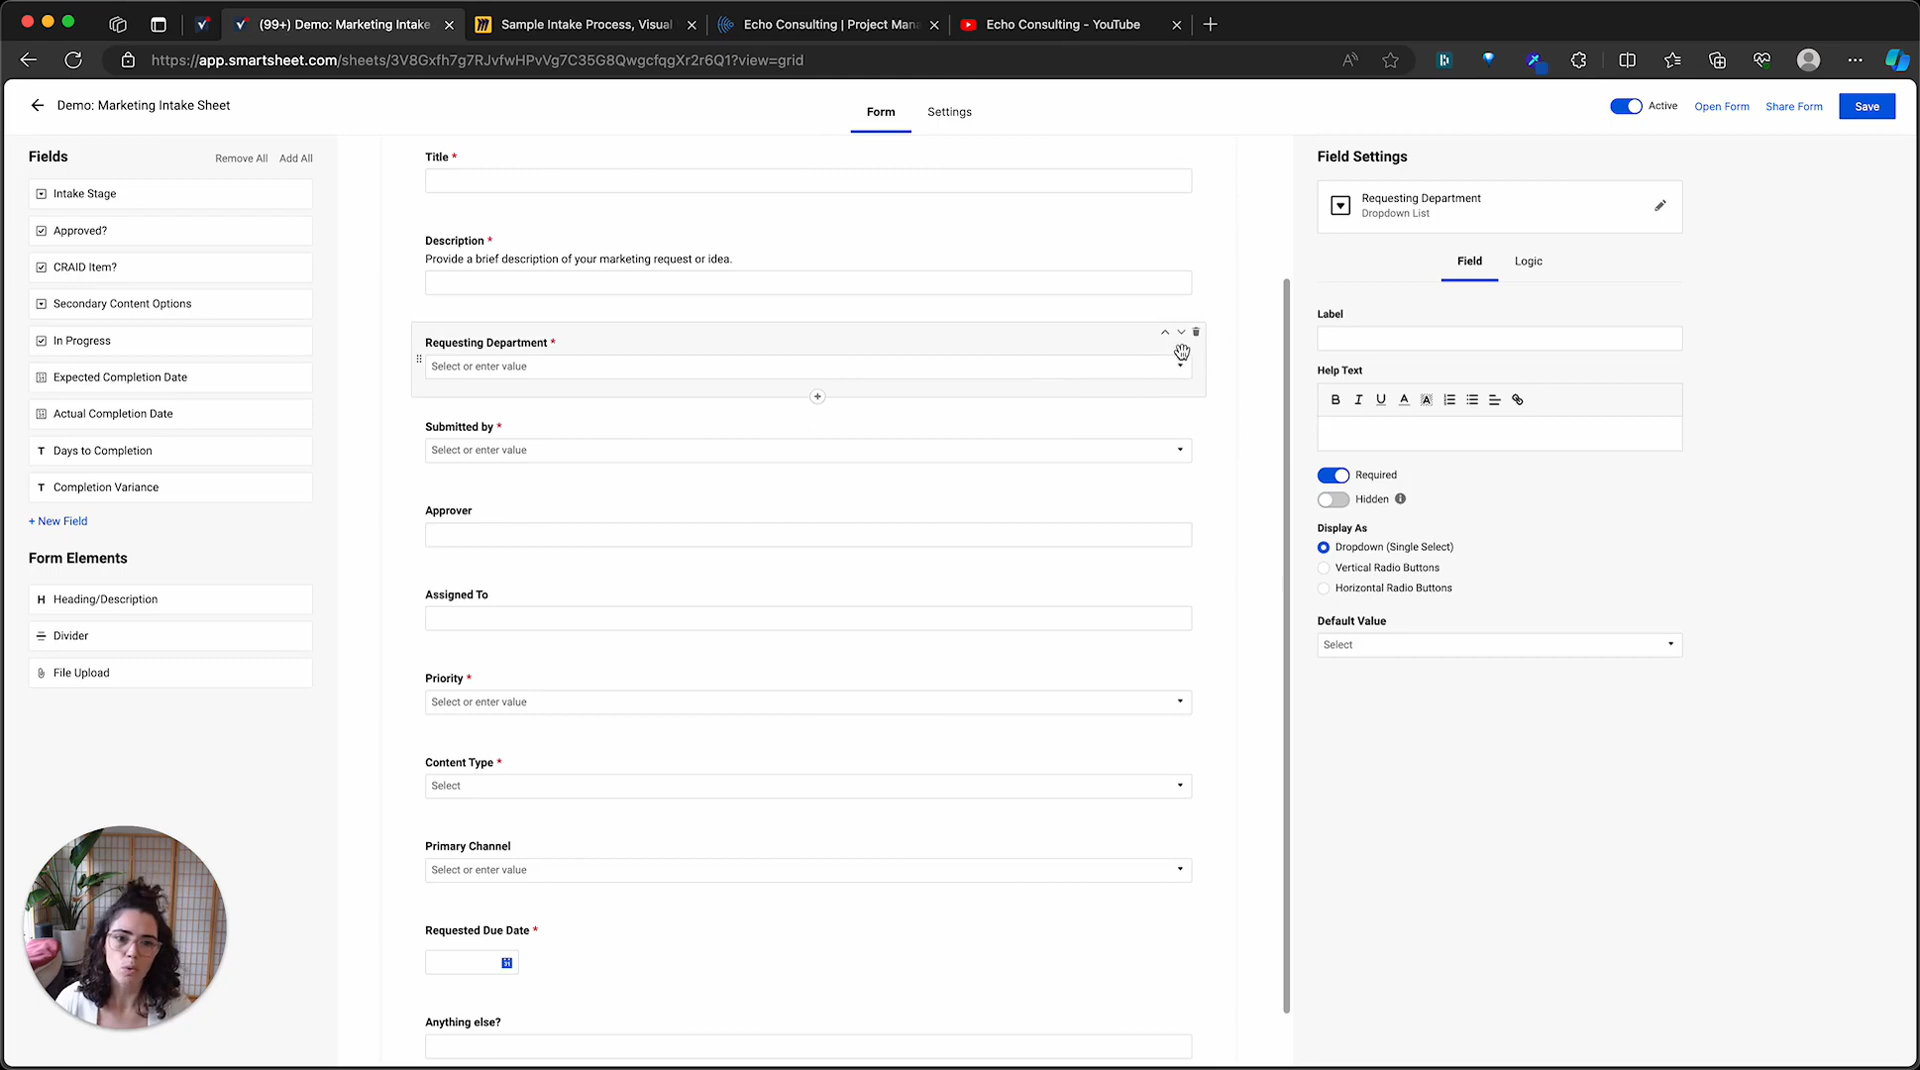 (99+) Demo: Marketing Intake
Sample Intake Process, Visual
Echo Consulting | Project Man
Echo Consulting - YouTube
https://app.smartsheet.com/sheets/3V8Gxfh7g7RJvfwHPvVg7C35G8QwgcfqgXr2r6Q1?view=grid
Demo: Marketing Intake Sheet
Form
Settings
Active
Open Form
Share Form
Save
Fields
Remove All
Add All
Intake Stage
Approved?
CRAID Item?
Secondary Content Options
In Progress
Expected Completion Date
Actual Completion Date
T Days to Completion
T Completion Variance
+ New Field
Form Elements
H Heading/Description
Divider
File Upload
Title *
Description *
Provide a brief description of your marketing request or idea.
Requesting Department *
Select or enter value
Submitted by *
Select or enter value
Approver
Assigned To
Priority *
Select or enter value
Content Type *
Select
Primary Channel
Select or enter value
Requested Due Date *
Anything else?
Field Settings
Requesting Department
Dropdown List
Field
Logic
Label
Help Text
B I U A A
Required
Hidden
Display As
Dropdown (Single Select)
Vertical Radio Buttons
Horizontal Radio Buttons
Default Value
Select